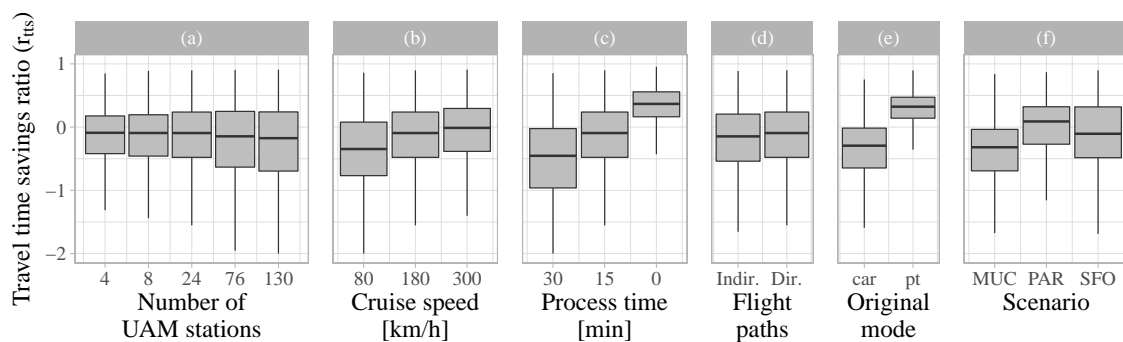 Travel time savings ratio (rtts)
(a) (b) (c) (d) (e) (f)
1
0
−1
−2
4 8 24 76 130 80 180 300 30 15 0 Indir. Dir. car pt MUC PAR SFO
Number of Cruise speed Process time Flight Original Scenario
UAM stations [km/h] [min] paths mode